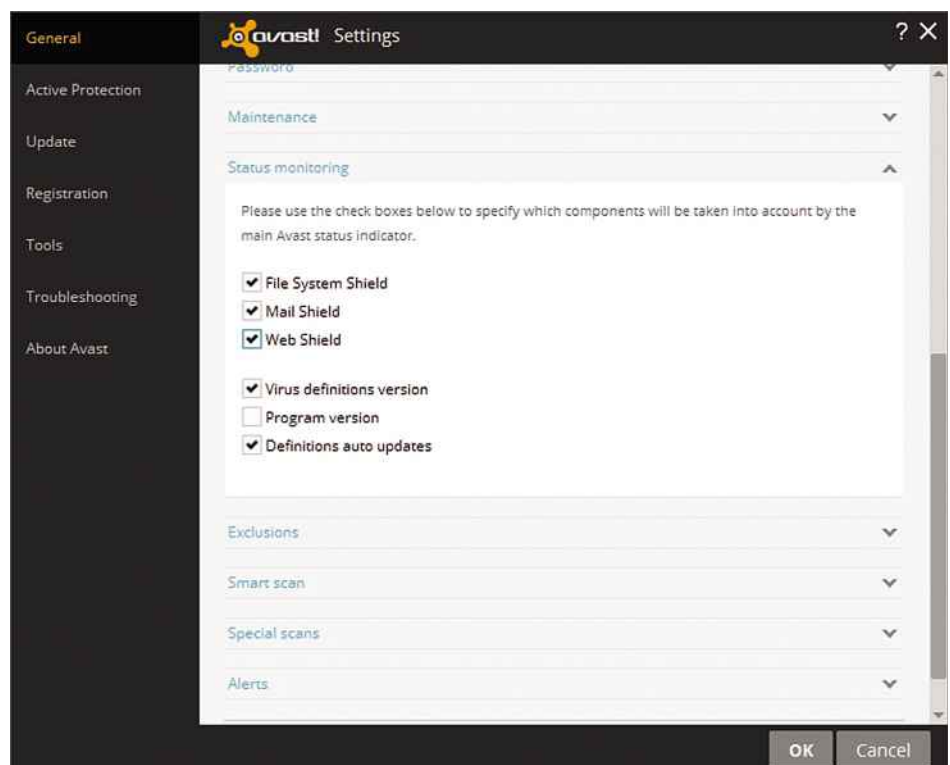 General
avast! Settings
?
Password
Active Protection
Maintenance
Update
Status monitoring
Registration
Please use the check boxes below to specify which components will be taken into account by the
main Avast status indicator.
Tools
File System Shield
Troubleshooting
Mail Shield
Web Shield
About Avast
Virus definitions version
Program version
Definitions auto updates
Exclusions
Smart scan
Special scans
Alerts
OK Cancel